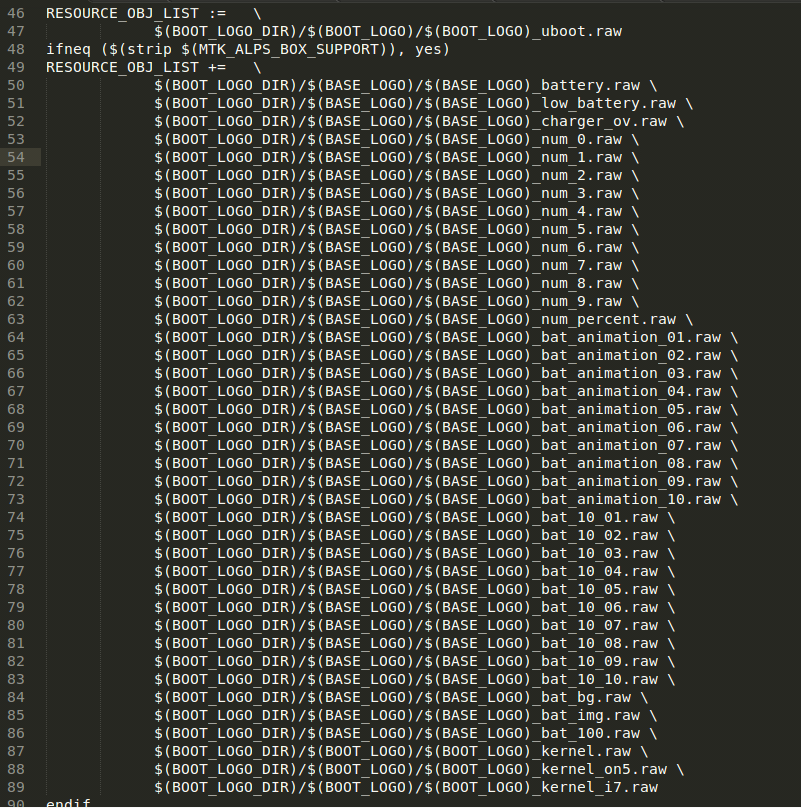 46 RESOURCE_OBJ_LIST :=   \
47             $(BOOT_LOGO_DIR)/$(BOOT_LOGO)/$(BOOT_LOGO)_uboot.raw
48 ifneq ($(strip $(MTK_ALPS_BOX_SUPPORT)), yes)
49 RESOURCE_OBJ_LIST +=   \
50             $(BOOT_LOGO_DIR)/$(BASE_LOGO)/$(BASE_LOGO)_battery.raw \
51             $(BOOT_LOGO_DIR)/$(BASE_LOGO)/$(BASE_LOGO)_low_battery.raw \
52             $(BOOT_LOGO_DIR)/$(BASE_LOGO)/$(BASE_LOGO)_charger_ov.raw \
53             $(BOOT_LOGO_DIR)/$(BASE_LOGO)/$(BASE_LOGO)_num_0.raw \
54             $(BOOT_LOGO_DIR)/$(BASE_LOGO)/$(BASE_LOGO)_num_1.raw \
55             $(BOOT_LOGO_DIR)/$(BASE_LOGO)/$(BASE_LOGO)_num_2.raw \
56             $(BOOT_LOGO_DIR)/$(BASE_LOGO)/$(BASE_LOGO)_num_3.raw \
57             $(BOOT_LOGO_DIR)/$(BASE_LOGO)/$(BASE_LOGO)_num_4.raw \
58             $(BOOT_LOGO_DIR)/$(BASE_LOGO)/$(BASE_LOGO)_num_5.raw \
59             $(BOOT_LOGO_DIR)/$(BASE_LOGO)/$(BASE_LOGO)_num_6.raw \
60             $(BOOT_LOGO_DIR)/$(BASE_LOGO)/$(BASE_LOGO)_num_7.raw \
61             $(BOOT_LOGO_DIR)/$(BASE_LOGO)/$(BASE_LOGO)_num_8.raw \
62             $(BOOT_LOGO_DIR)/$(BASE_LOGO)/$(BASE_LOGO)_num_9.raw \
63             $(BOOT_LOGO_DIR)/$(BASE_LOGO)/$(BASE_LOGO)_num_percent.raw \
64             $(BOOT_LOGO_DIR)/$(BASE_LOGO)/$(BASE_LOGO)_bat_animation_01.raw \
65             $(BOOT_LOGO_DIR)/$(BASE_LOGO)/$(BASE_LOGO)_bat_animation_02.raw \
66             $(BOOT_LOGO_DIR)/$(BASE_LOGO)/$(BASE_LOGO)_bat_animation_03.raw \
67             $(BOOT_LOGO_DIR)/$(BASE_LOGO)/$(BASE_LOGO)_bat_animation_04.raw \
68             $(BOOT_LOGO_DIR)/$(BASE_LOGO)/$(BASE_LOGO)_bat_animation_05.raw \
69             $(BOOT_LOGO_DIR)/$(BASE_LOGO)/$(BASE_LOGO)_bat_animation_06.raw \
70             $(BOOT_LOGO_DIR)/$(BASE_LOGO)/$(BASE_LOGO)_bat_animation_07.raw \
71             $(BOOT_LOGO_DIR)/$(BASE_LOGO)/$(BASE_LOGO)_bat_animation_08.raw \
72             $(BOOT_LOGO_DIR)/$(BASE_LOGO)/$(BASE_LOGO)_bat_animation_09.raw \
73             $(BOOT_LOGO_DIR)/$(BASE_LOGO)/$(BASE_LOGO)_bat_animation_10.raw \
74             $(BOOT_LOGO_DIR)/$(BASE_LOGO)/$(BASE_LOGO)_bat_10_01.raw \
75             $(BOOT_LOGO_DIR)/$(BASE_LOGO)/$(BASE_LOGO)_bat_10_02.raw \
76             $(BOOT_LOGO_DIR)/$(BASE_LOGO)/$(BASE_LOGO)_bat_10_03.raw \
77             $(BOOT_LOGO_DIR)/$(BASE_LOGO)/$(BASE_LOGO)_bat_10_04.raw \
78             $(BOOT_LOGO_DIR)/$(BASE_LOGO)/$(BASE_LOGO)_bat_10_05.raw \
79             $(BOOT_LOGO_DIR)/$(BASE_LOGO)/$(BASE_LOGO)_bat_10_06.raw \
80             $(BOOT_LOGO_DIR)/$(BASE_LOGO)/$(BASE_LOGO)_bat_10_07.raw \
81             $(BOOT_LOGO_DIR)/$(BASE_LOGO)/$(BASE_LOGO)_bat_10_08.raw \
82             $(BOOT_LOGO_DIR)/$(BASE_LOGO)/$(BASE_LOGO)_bat_10_09.raw \
83             $(BOOT_LOGO_DIR)/$(BASE_LOGO)/$(BASE_LOGO)_bat_10_10.raw \
84             $(BOOT_LOGO_DIR)/$(BASE_LOGO)/$(BASE_LOGO)_bat_bg.raw \
85             $(BOOT_LOGO_DIR)/$(BASE_LOGO)/$(BASE_LOGO)_bat_img.raw \
86             $(BOOT_LOGO_DIR)/$(BASE_LOGO)/$(BASE_LOGO)_bat_100.raw \
87             $(BOOT_LOGO_DIR)/$(BOOT_LOGO)/$(BOOT_LOGO)_kernel.raw \
88             $(BOOT_LOGO_DIR)/$(BOOT_LOGO)/$(BOOT_LOGO)_kernel_on5.raw \
89             $(BOOT_LOGO_DIR)/$(BOOT_LOGO)/$(BOOT_LOGO)_kernel_i7.raw
90 endif